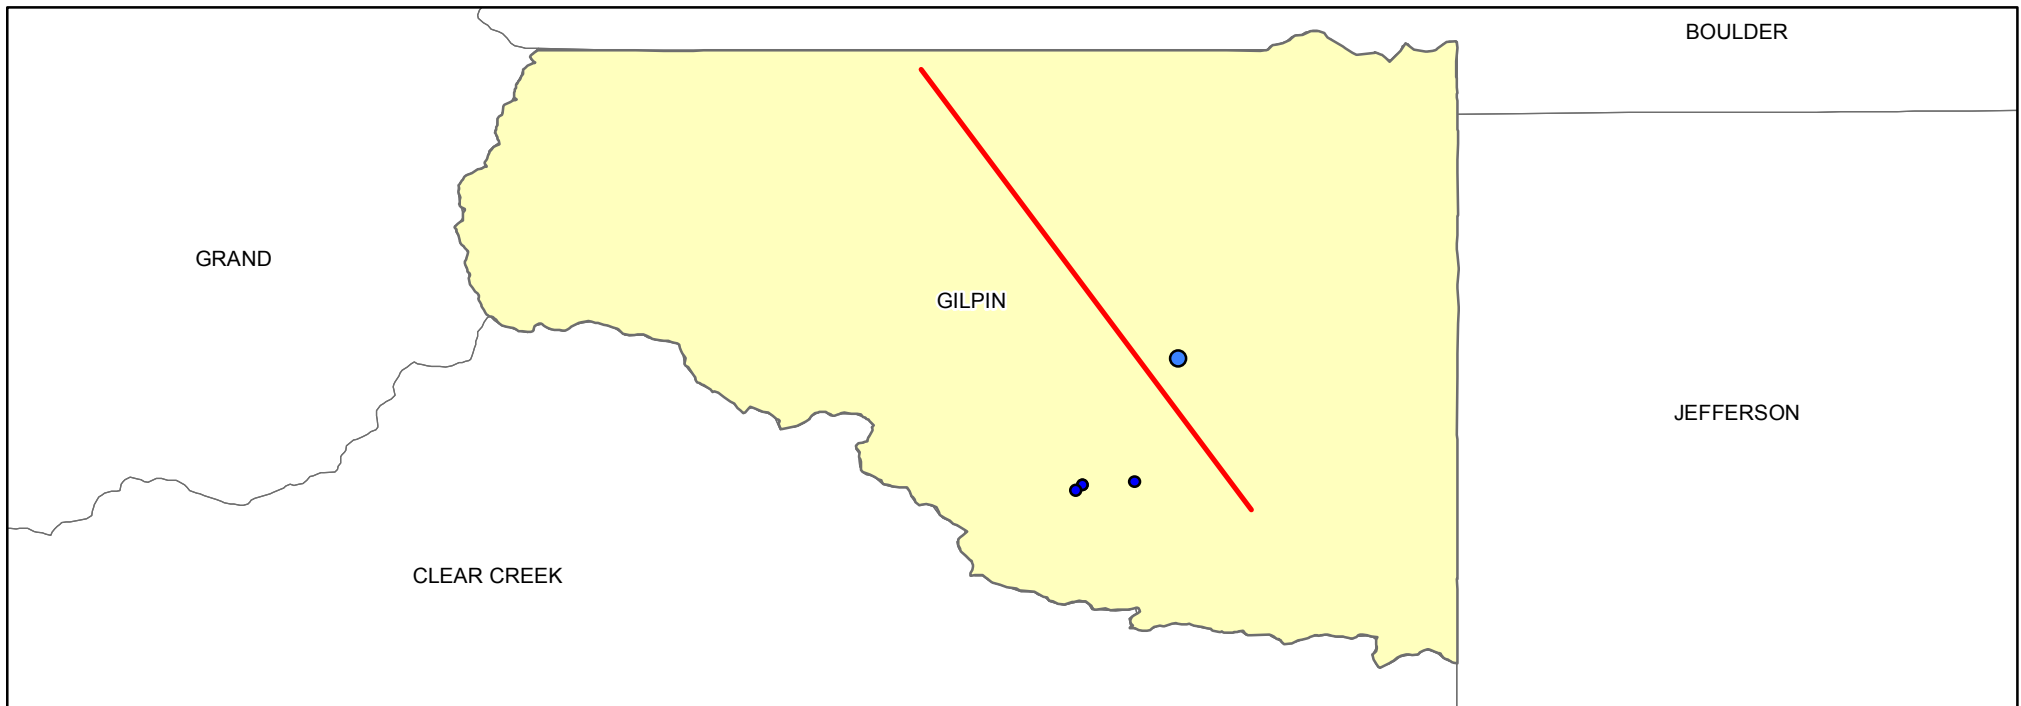 BOULDER
GRAND
GILPIN
JEFFERSON
CLEAR CREEK